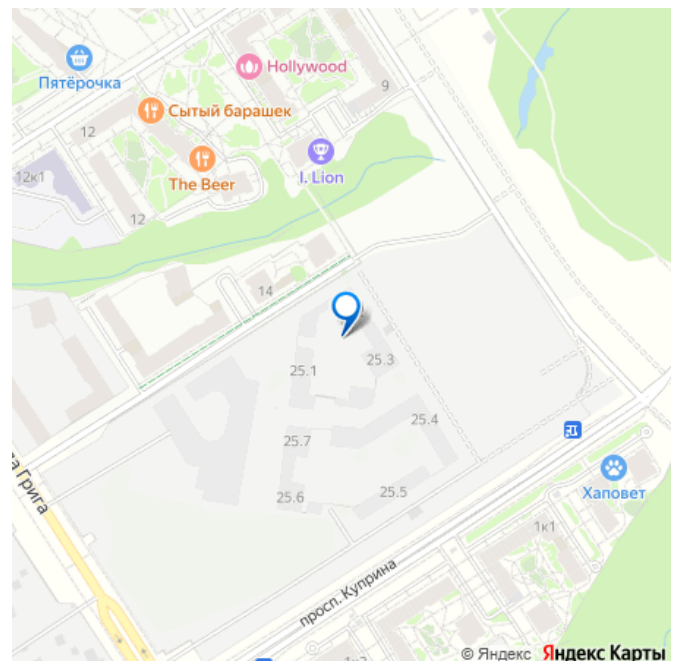 Пятёрочка
Hollywood
9
Сытый барашек
12
The Beer
I. Lion
12к1
12
14
25.1
25.3
25.4
25.7
25.6
25.5
Хаповет
1к1
а Грига
просп. Куприна
© Яндекс Яндекс Карты